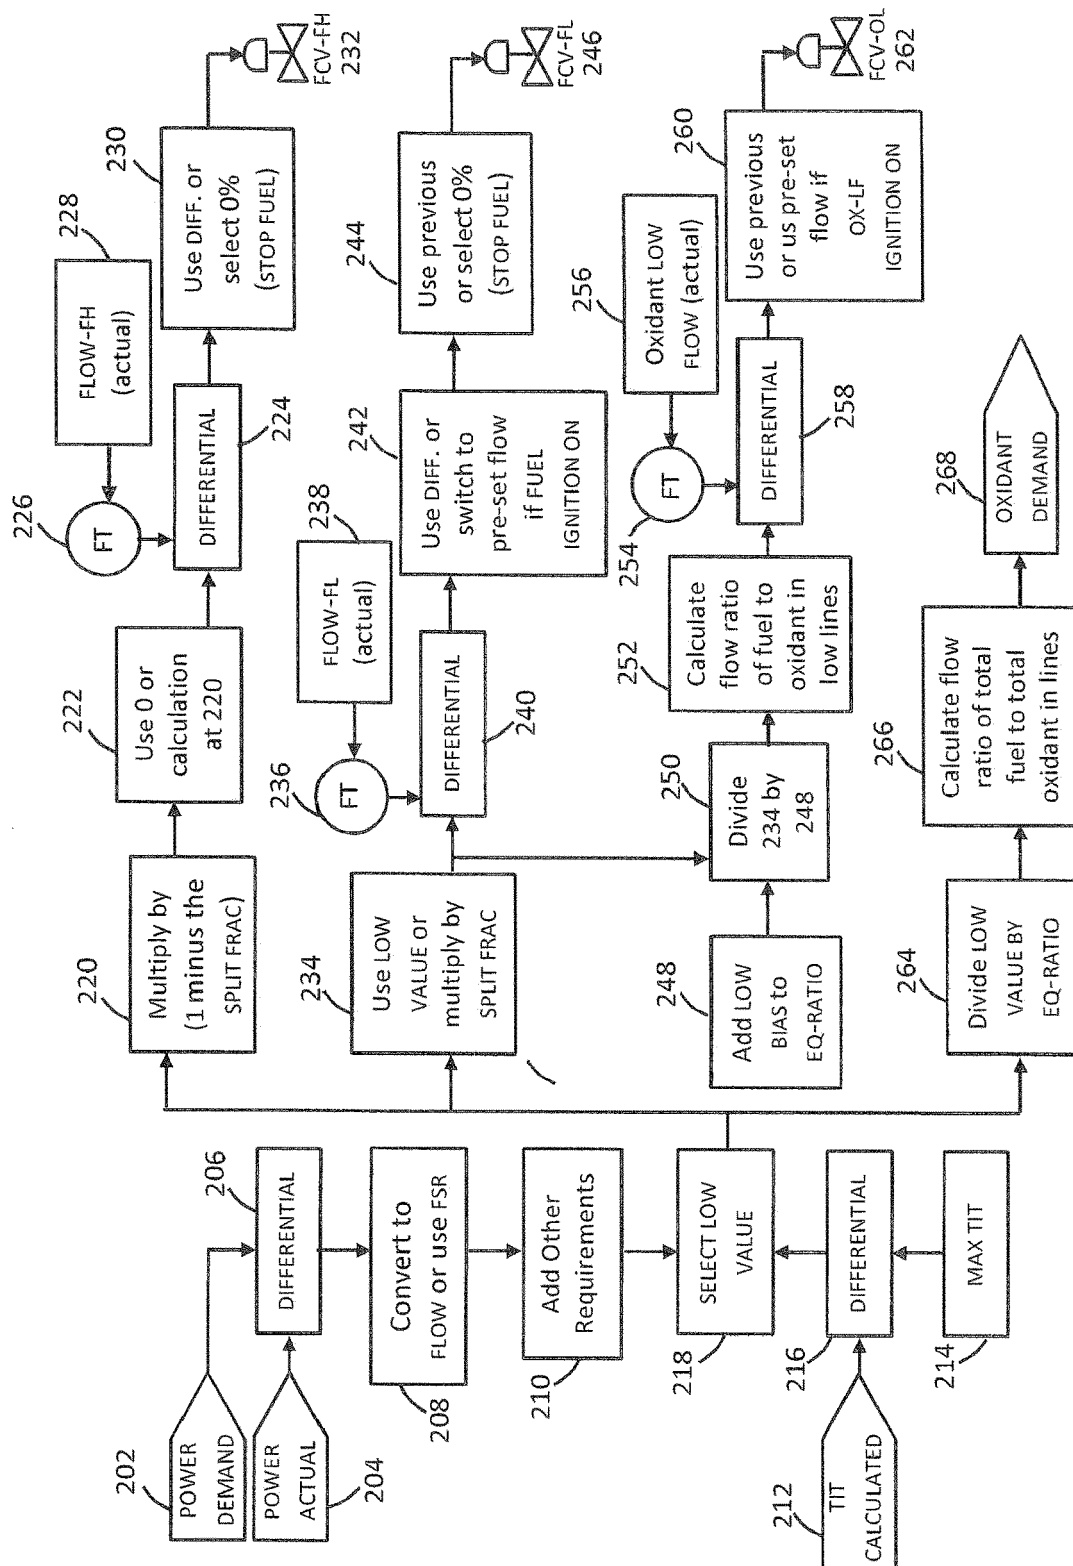 202
POWER
DEMAND
POWER
ACTUAL
204
206
DIFFERENTIAL
Convert to
FLOW or use FSR
208
Add Other
Requirements
210
SELECT LOW
VALUE
218
DIFFERENTIAL
216
MAX TIT
214
212
TIT
CALCULATED
220
Multiply by
(1 minus the
SPLIT FRAC)
222
Use 0 or
calculation
at 220
226
FT
228
FLOW-FH
(actual)
DIFFERENTIAL
224
230
Use DIFF. or
select 0%
(STOP FUEL)
FCV-FH
232
234
Use LOW
VALUE or
multiply by
SPLIT FRAC
236
FT
238
FLOW-FL
(actual)
DIFFERENTIAL
240
242
Use DIFF. or
switch to
pre-set flow
if FUEL
IGNITION ON
244
Use previous
or select 0%
(STOP FUEL)
FCV-FL
246
248
Add LOW
BIAS to
EQ-RATIO
250
Divide
234 by
248
252
Calculate
flow ratio
of fuel to
oxidant in
low lines
254
FT
256
Oxidant LOW
FLOW (actual)
DIFFERENTIAL
258
260
Use previous
or us pre-set
flow if
OX-LF
IGNITION ON
FCV-OL
262
264
Divide LOW
VALUE BY
EQ-RATIO
266
Calculate flow
ratio of total
fuel to total
oxidant in lines
268
OXIDANT
DEMAND